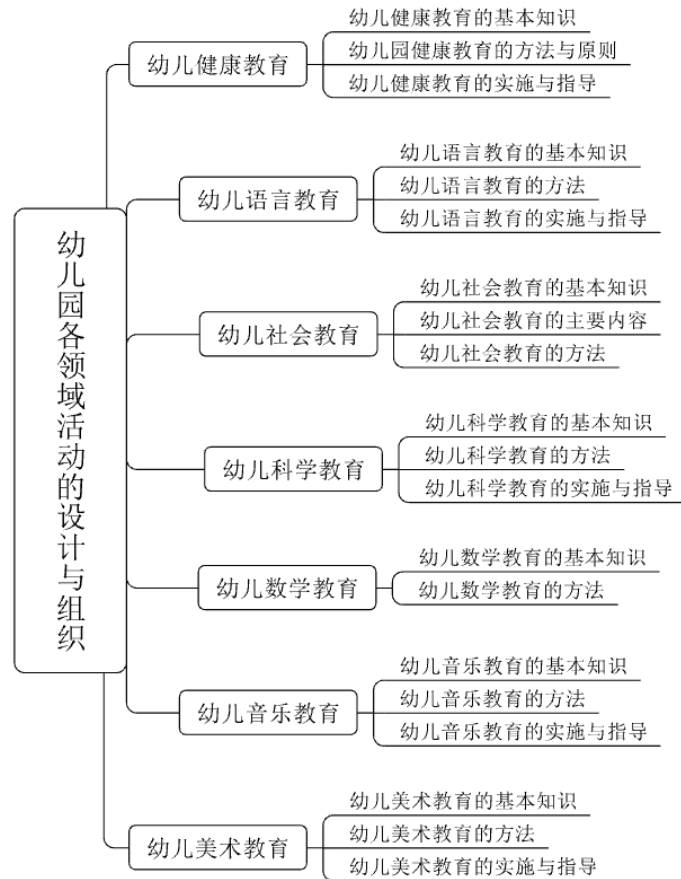 幼儿园各领域活动的设计与组织
幼儿健康教育
幼儿健康教育的基本知识
幼儿园健康教育的方法与原则
幼儿健康教育的实施与指导
幼儿语言教育
幼儿语言教育的基本知识
幼儿语言教育的方法
幼儿语言教育的实施与指导
幼儿社会教育
幼儿社会教育的基本知识
幼儿社会教育的主要内容
幼儿社会教育的方法
幼儿科学教育
幼儿科学教育的基本知识
幼儿科学教育的方法
幼儿科学教育的实施与指导
幼儿数学教育
幼儿数学教育的基本知识
幼儿数学教育的方法
幼儿音乐教育
幼儿音乐教育的基本知识
幼儿音乐教育的方法
幼儿音乐教育的实施与指导
幼儿美术教育
幼儿美术教育的基本知识
幼儿美术教育的方法
幼儿美术教育的实施与指导